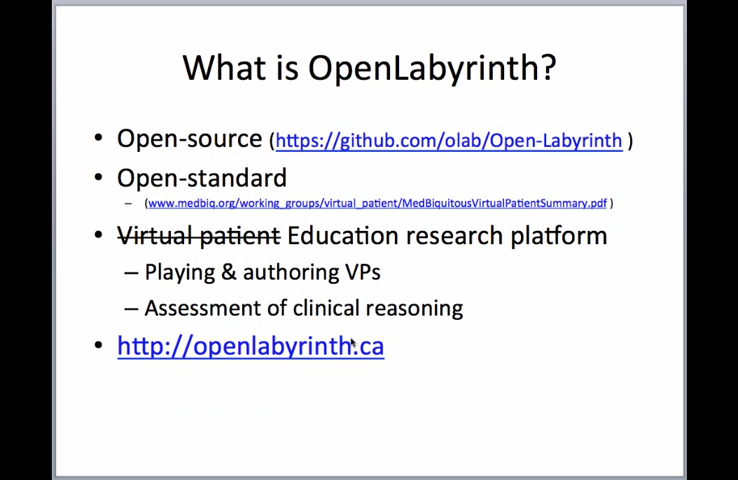 What is OpenLabyrinth?
• Open-source (https://github.com/olab/Open-Labyrinth )
• Open-standard
– (www.medbiq.org/working_groups/virtual_patient/MedBiquitousVirtualPatientSummary.pdf )
• Virtual patient Education research platform
– Playing & authoring VPs
– Assessment of clinical reasoning
• http://openlabyrinth.ca